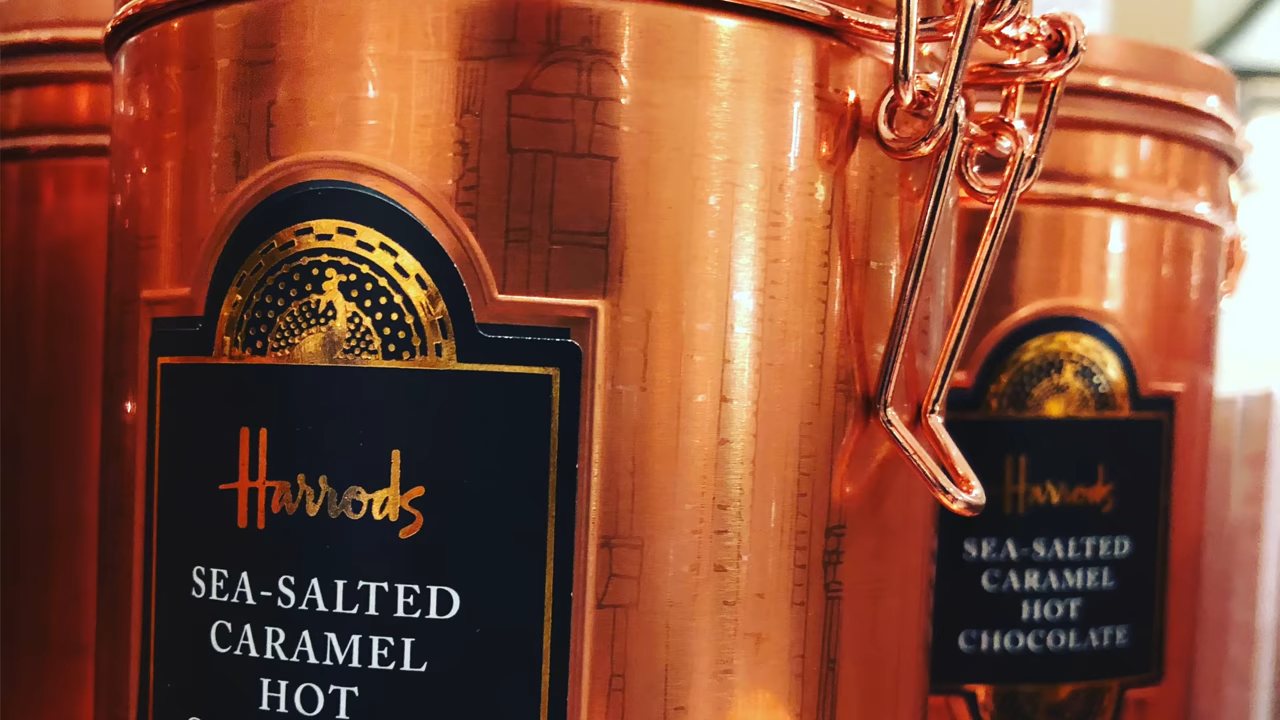 Harrods
SEA-SALTED
CARAMEL
HOT
Harrods
SEA-SALTED
CARAMEL
HOT
CHOCOLATE